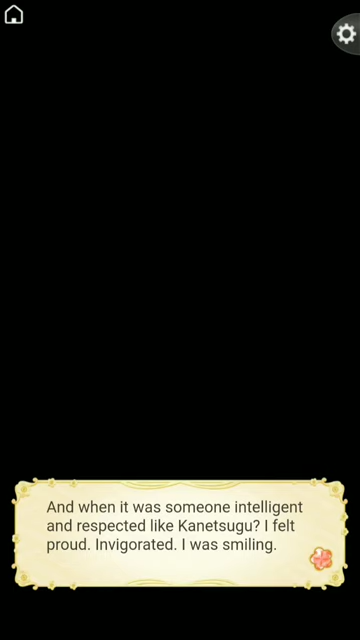 And when it was someone intelligent
and respected like Kanetsugu? I felt
proud. Invigorated. I was smiling.